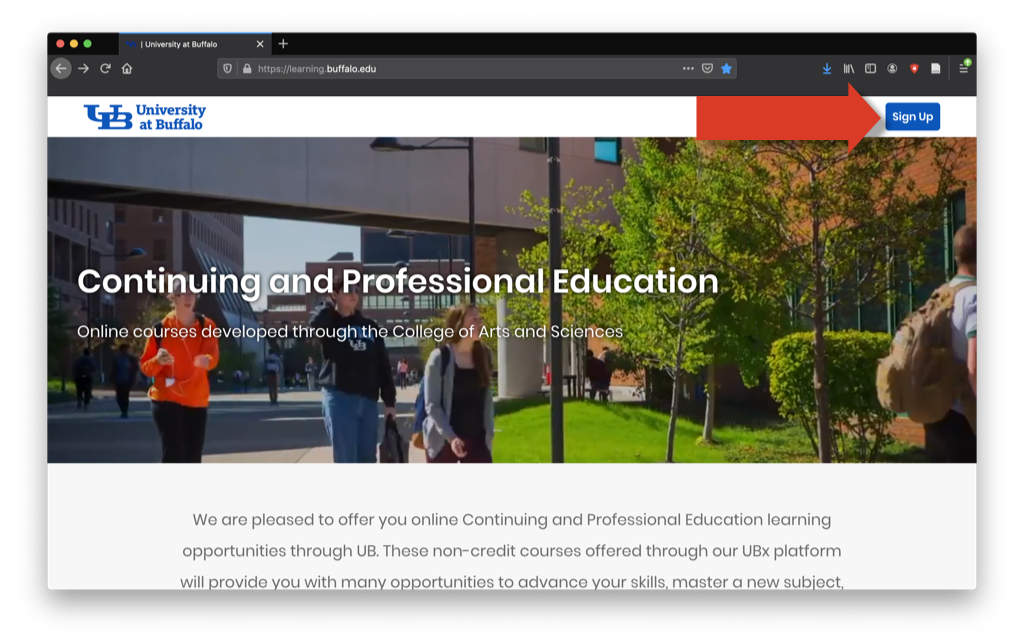 | University at Buffalo
https://learning.buffalo.edu
University
at Buffalo
Sign Up
Continuing and Professional Education
Online courses developed through the College of Arts and Sciences
We are pleased to offer you online Continuing and Professional Education learning
opportunities through UB. These non-credit courses offered through our UBx platform
will provide you with many opportunities to advance your skills, master a new subject,